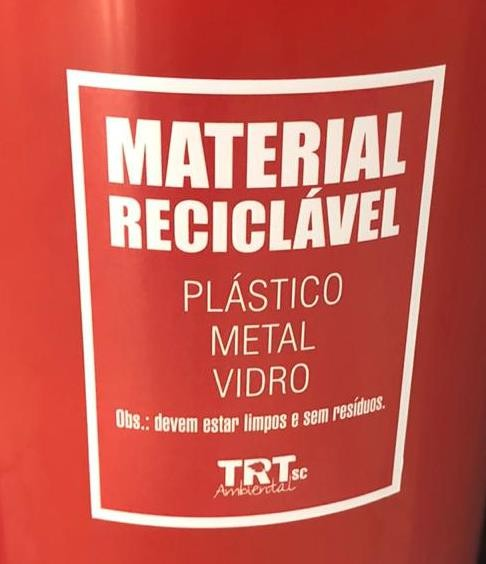 MATERIAL
RECICLÁVEL
PLÁSTICO
METAL
VIDRO
Obs.: devem estar limpos e sem resíduos.
TRTsc
Ambiental